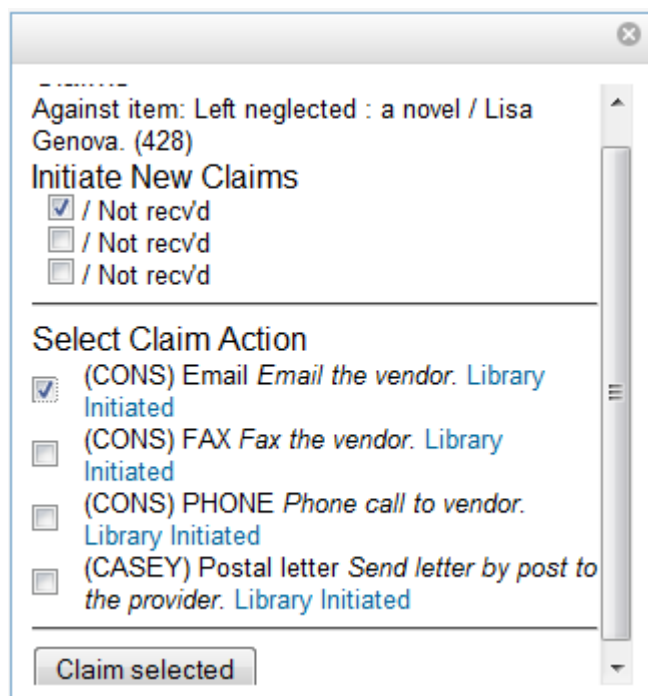 Against item: Left neglected : a novel / Lisa
Genova. (428)
Initiate New Claims
/ Not recv'd
/ Not recv'd
/ Not recv'd
Select Claim Action
(CONS) Email Email the vendor. Library
Initiated
(CONS) FAX Fax the vendor. Library
Initiated
(CONS) PHONE Phone call to vendor.
Library Initiated
(CASEY) Postal letter Send letter by post to
the provider. Library Initiated
Claim selected